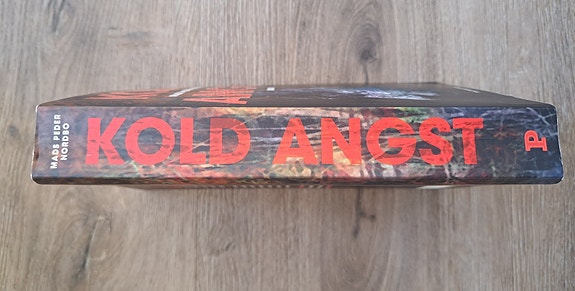 MADS PEDER
NORDBO
KOLD ANGST
P